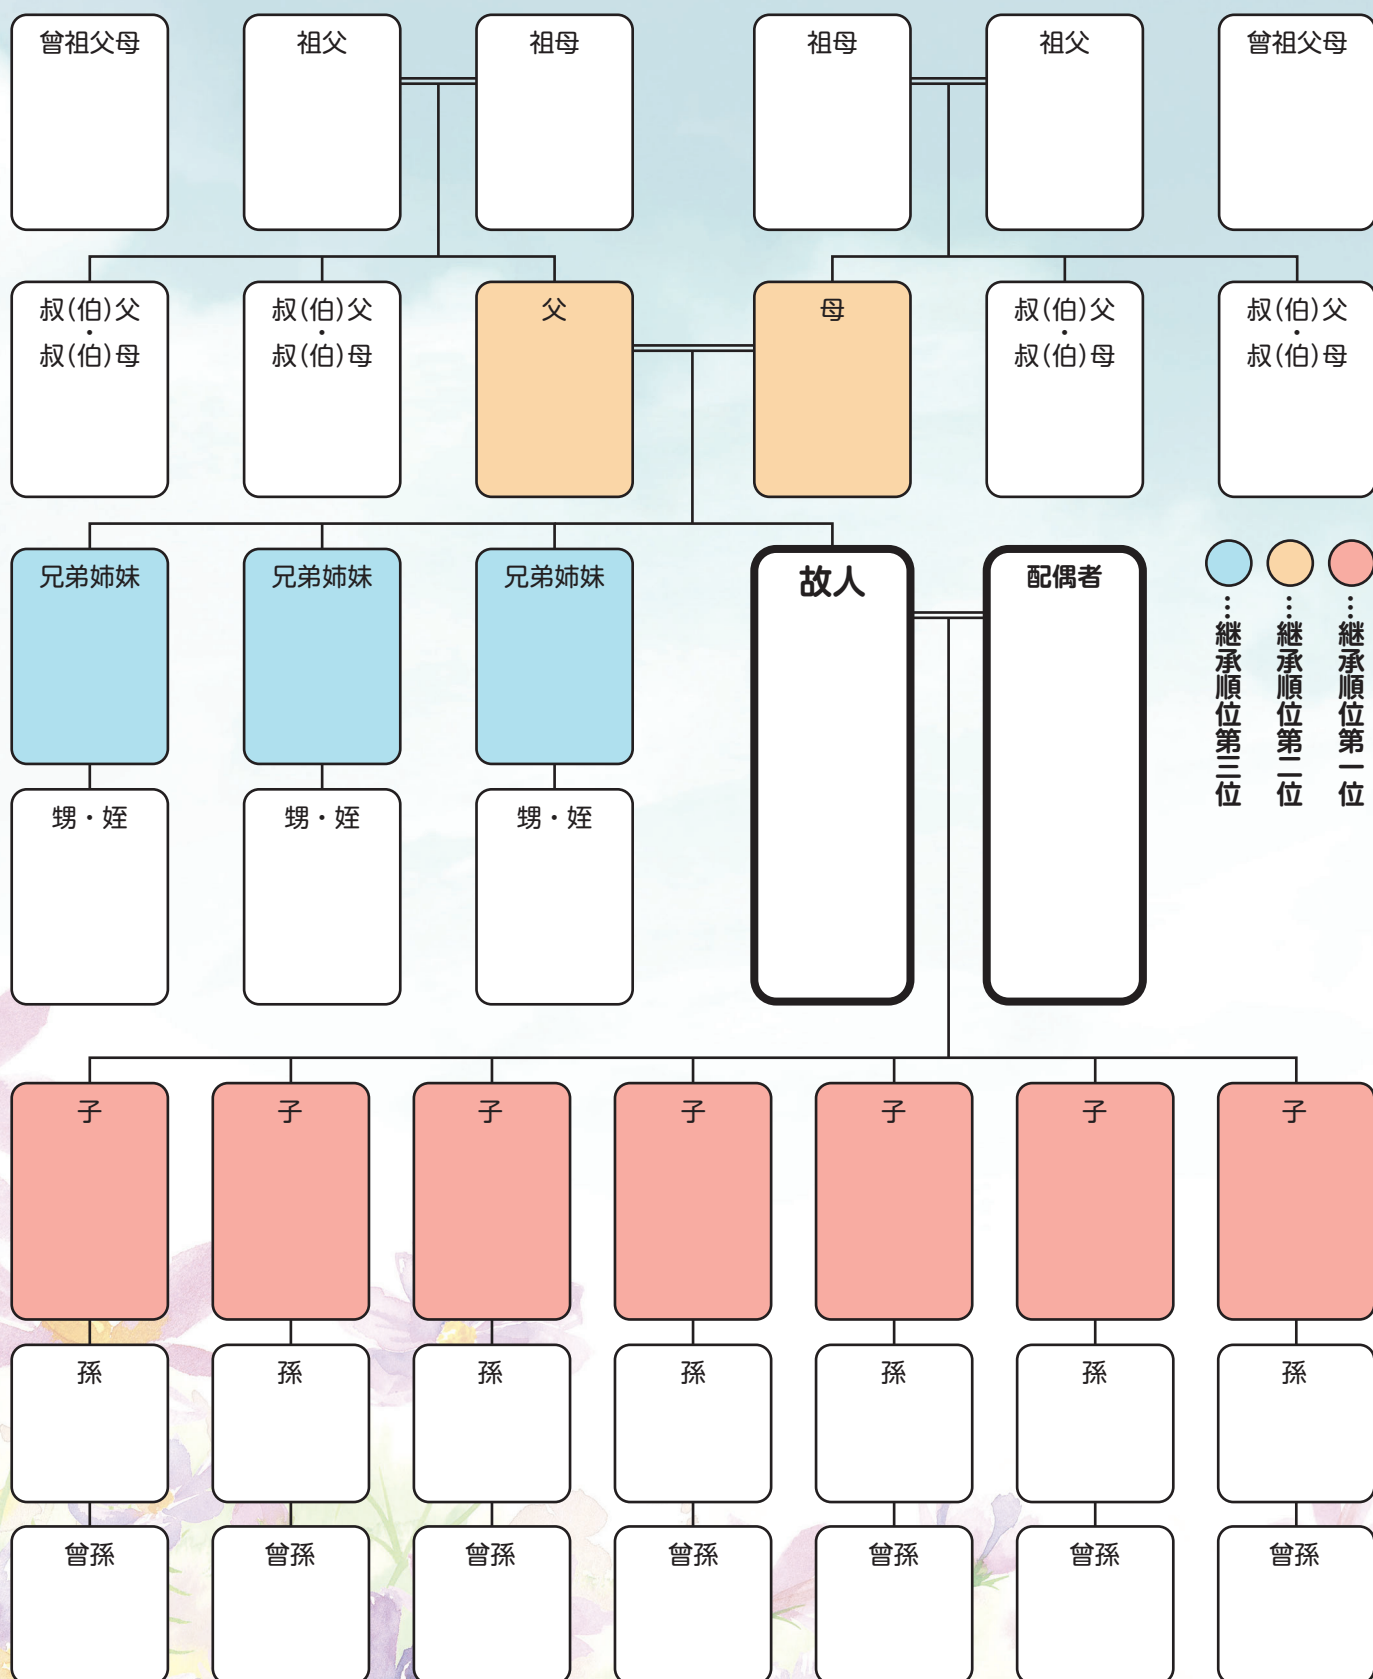 曾祖父母
祖父
祖母
祖母
祖父
曾祖父母
叔(伯)父
・
叔(伯)母
叔(伯)父
・
叔(伯)母
父
母
叔(伯)父
・
叔(伯)母
叔(伯)父
・
叔(伯)母
兄弟姉妹
兄弟姉妹
兄弟姉妹
故人
配偶者
…継承順位第一位
…継承順位第二位
…継承順位第三位
甥・姪
甥・姪
甥・姪
子
子
子
子
子
子
子
孫
孫
孫
孫
孫
孫
孫
曾孫
曾孫
曾孫
曾孫
曾孫
曾孫
曾孫